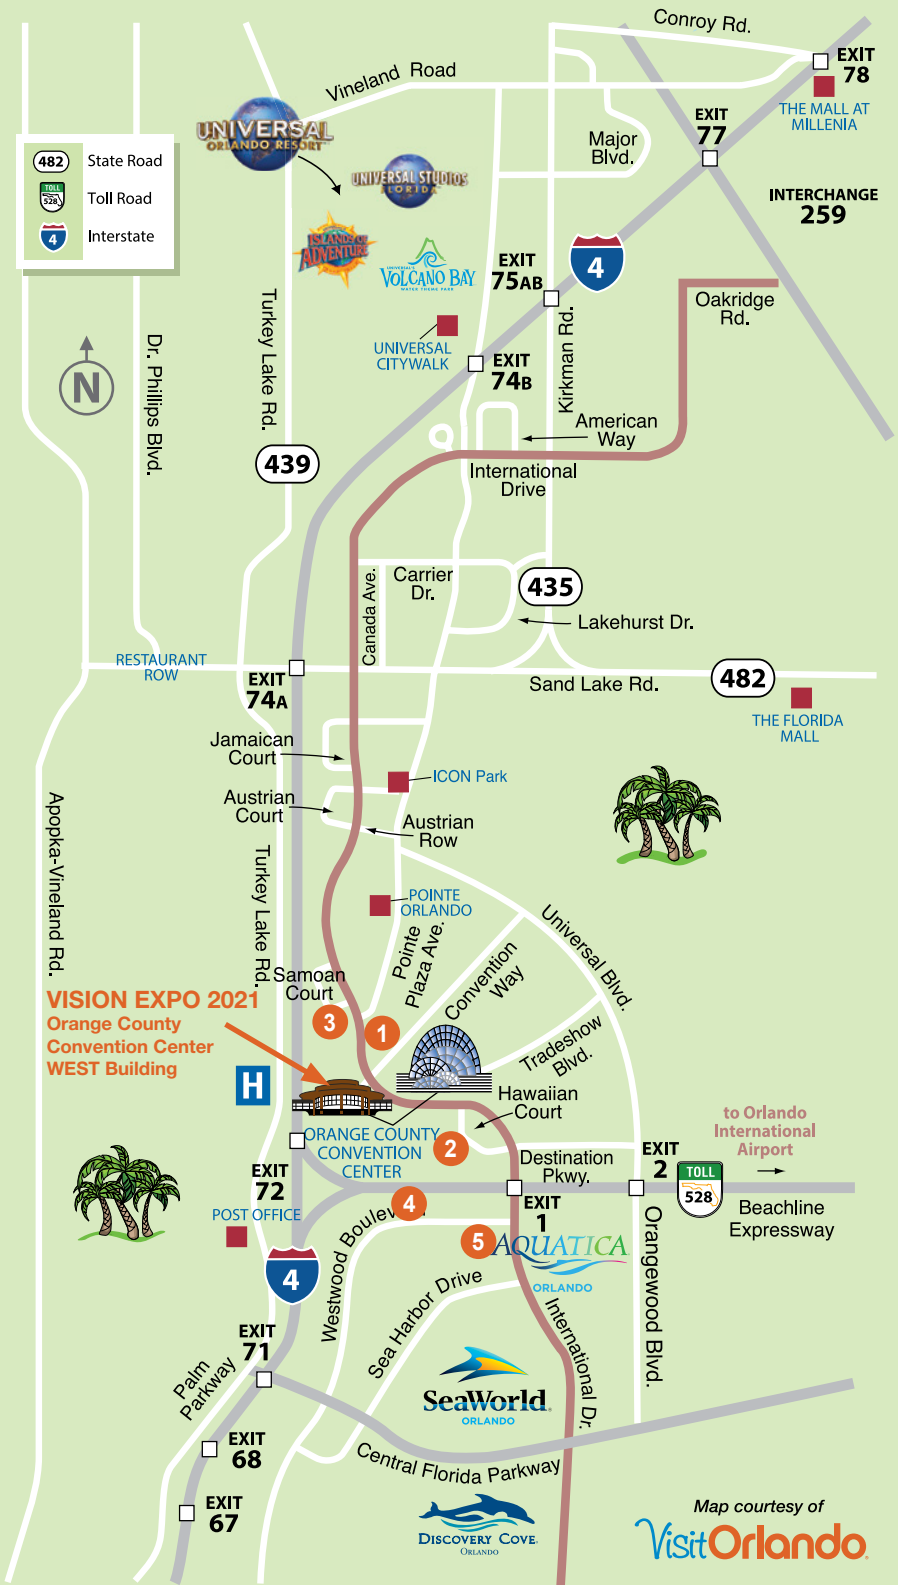 Conroy Rd.
EXIT
78
Vineland Road
THE MALL AT
MILLENIA
EXIT
77
UNIVERSAL
ORLANDO RESORT
Major
Blvd.
482 State Road
TOLL
528
Toll Road
4 Interstate
UNIVERSAL STUDIOS
FLORIDA
INTERCHANGE
259
ISLANDS OF
ADVENTURE
UNIVERSAL'S
VOLCANO BAY
WATER THEME PARK
EXIT
75AB
4
Oakridge
Rd.
Turkey Lake Rd.
Dr. Phillips Blvd.
Kirkman Rd.
UNIVERSAL
CITYWALK
EXIT
74B
N
American
Way
439
International
Drive
Carrier
Dr.
Canada Ave.
435
Lakehurst Dr.
RESTAURANT
ROW
EXIT
74A
Sand Lake Rd.
482
THE FLORIDA
MALL
Jamaican
Court
ICON Park
Austrian
Court
Austrian
Row
Apopka-Vineland Rd.
Turkey Lake Rd.
POINTE
ORLANDO
Pointe
Plaza Ave.
Convention
Way
Universal Blvd.
Samoan
Court
VISION EXPO 2021
Orange County
Convention Center
WEST Building
3
1
Tradeshow
Blvd.
H
Hawaiian
Court
ORANGE COUNTY
CONVENTION
CENTER
2
to Orlando
International
Airport
EXIT
2
Destination
Pkwy.
TOLL
528
EXIT
72
4
EXIT
1
Beachline
Expressway
POST OFFICE
5
AQUATICA
ORLANDO
4
Westwood Boulev
Sea Harbor Drive
International Dr.
Orangewood Blvd.
EXIT
71
Palm
Parkway
SeaWorld
ORLANDO
EXIT
68
Central Florida Parkway
EXIT
67
DISCOVERY COVE
ORLANDO
Map courtesy of
VisitOrlando